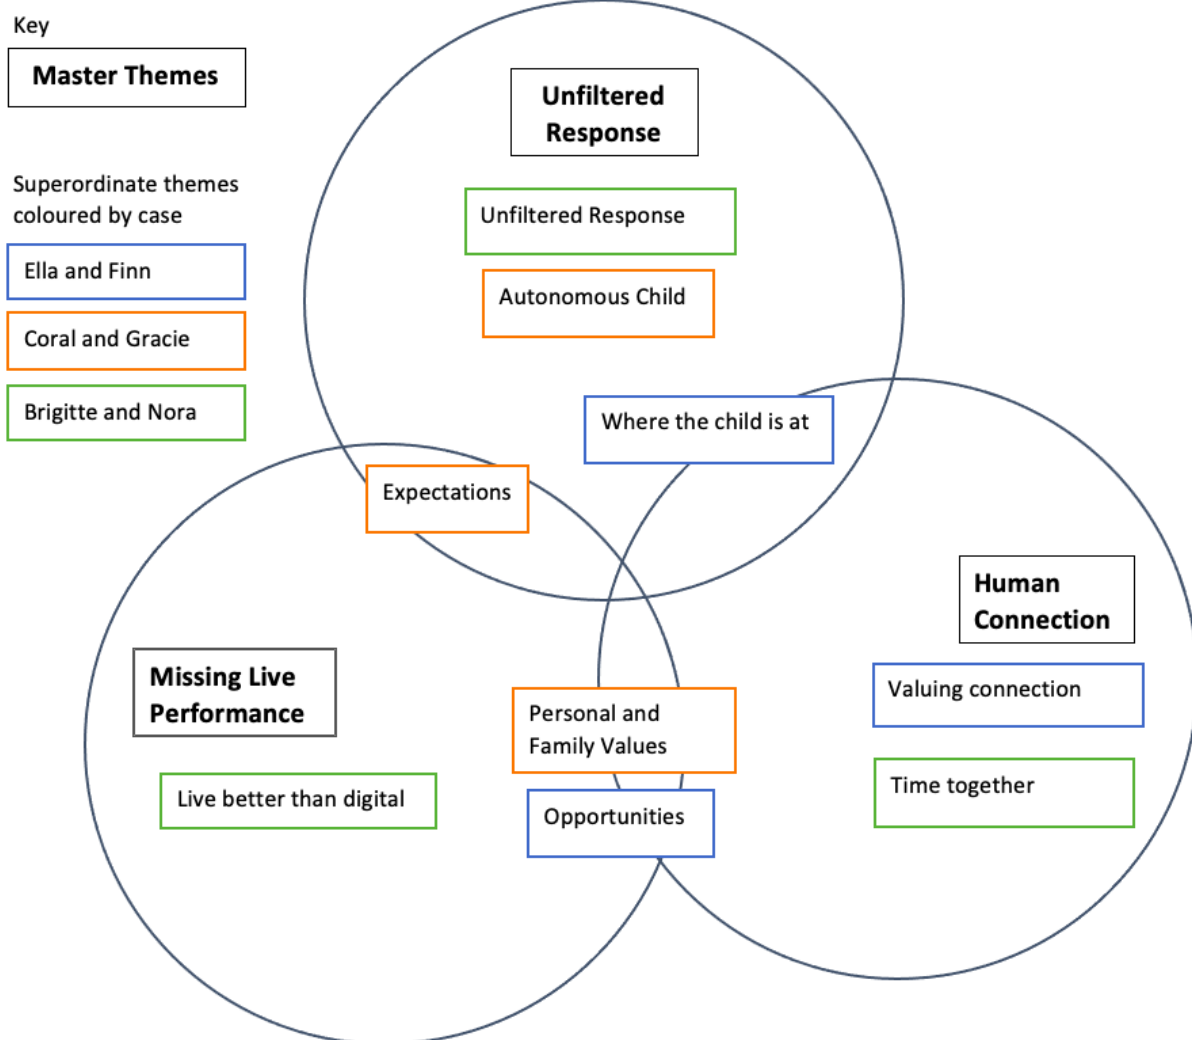 Key
Master Themes
Superordinate themes
coloured by case
Ella and Finn
Coral and Gracie
Brigitte and Nora
Unfiltered
Response
Unfiltered Response
Autonomous Child
Where the child is at
Expectations
Human
Connection
Valuing connection
Time together
Missing Live
Performance
Live better than digital
Personal and
Family Values
Opportunities